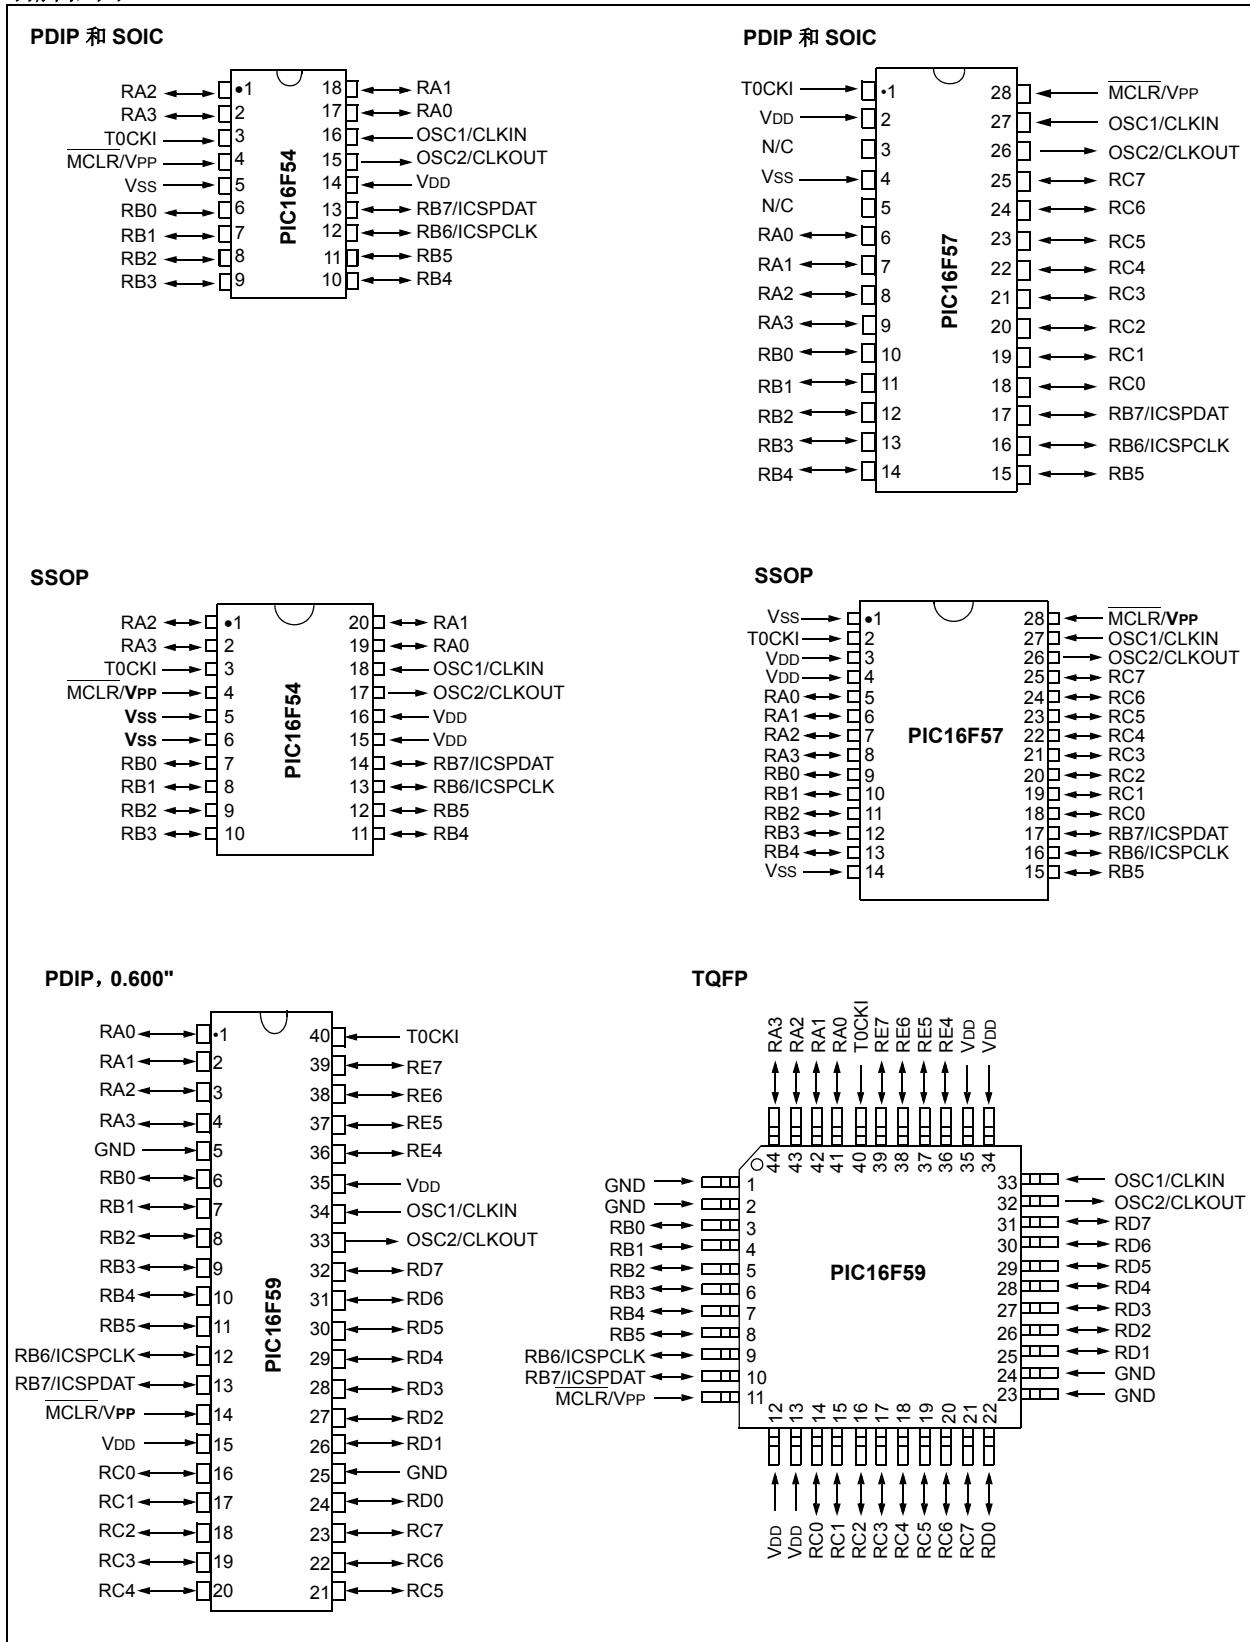 PDIP 和 SOIC
RA2 •1 18 RA1
RA3 2 17 RA0
T0CKI 3 16 OSC1/CLKIN
MCLR/VPP 4 15 OSC2/CLKOUT
VSS 5 14 VDD
RB0 6 13 RB7/ICSPDAT
RB1 7 12 RB6/ICSPCLK
RB2 8 11 RB5
RB3 9 10 RB4
PIC16F54
PDIP 和 SOIC
T0CKI •1 28 MCLR/VPP
VDD 2 27 OSC1/CLKIN
N/C 3 26 OSC2/CLKOUT
VSS 4 25 RC7
N/C 5 24 RC6
RA0 6 23 RC5
RA1 7 22 RC4
RA2 8 21 RC3
RA3 9 20 RC2
RB0 10 19 RC1
RB1 11 18 RC0
RB2 12 17 RB7/ICSPDAT
RB3 13 16 RB6/ICSPCLK
RB4 14 15 RB5
PIC16F57
SSOP
RA2 •1 20 RA1
RA3 2 19 RA0
T0CKI 3 18 OSC1/CLKIN
MCLR/VPP 4 17 OSC2/CLKOUT
VSS 5 16 VDD
VSS 6 15 VDD
RB0 7 14 RB7/ICSPDAT
RB1 8 13 RB6/ICSPCLK
RB2 9 12 RB5
RB3 10 11 RB4
PIC16F54
SSOP
VSS •1 28 MCLR/VPP
T0CKI 2 27 OSC1/CLKIN
VDD 3 26 OSC2/CLKOUT
VDD 4 25 RC7
RA0 5 24 RC6
RA1 6 23 RC5
RA2 7 22 RC4
RA3 8 21 RC3
RB0 9 20 RC2
RB1 10 19 RC1
RB2 11 18 RC0
RB3 12 17 RB7/ICSPDAT
RB4 13 16 RB6/ICSPCLK
VSS 14 15 RB5
PIC16F57
PDIP，0.600"
RA0 •1 40 T0CKI
RA1 2 39 RE7
RA2 3 38 RE6
RA3 4 37 RE5
GND 5 36 RE4
RB0 6 35 VDD
RB1 7 34 OSC1/CLKIN
RB2 8 33 OSC2/CLKOUT
RB3 9 32 RD7
RB4 10 31 RD6
RB5 11 30 RD5
RB6/ICSPCLK 12 29 RD4
RB7/ICSPDAT 13 28 RD3
MCLR/VPP 14 27 RD2
VDD 15 26 RD1
RC0 16 25 GND
RC1 17 24 RD0
RC2 18 23 RC7
RC3 19 22 RC6
RC4 20 21 RC5
PIC16F59
TQFP
RA3 RA2 RA1 RA0 T0CKI RE7 RE6 RE5 RE4 VDD VDD
44 43 42 41 40 39 38 37 36 35 34
GND 1 33 OSC1/CLKIN
GND 2 32 OSC2/CLKOUT
RB0 3 31 RD7
RB1 4 30 RD6
RB2 5 29 RD5
RB3 6 28 RD4
RB4 7 27 RD3
RB5 8 26 RD2
RB6/ICSPCLK 9 25 RD1
RB7/ICSPDAT 10 24 GND
MCLR/VPP 11 23 GND
PIC16F59
12 13 14 15 16 17 18 19 20 21 22
VDD VDD RC0 RC1 RC2 RC3 RC4 RC5 RC6 RC7 RD0